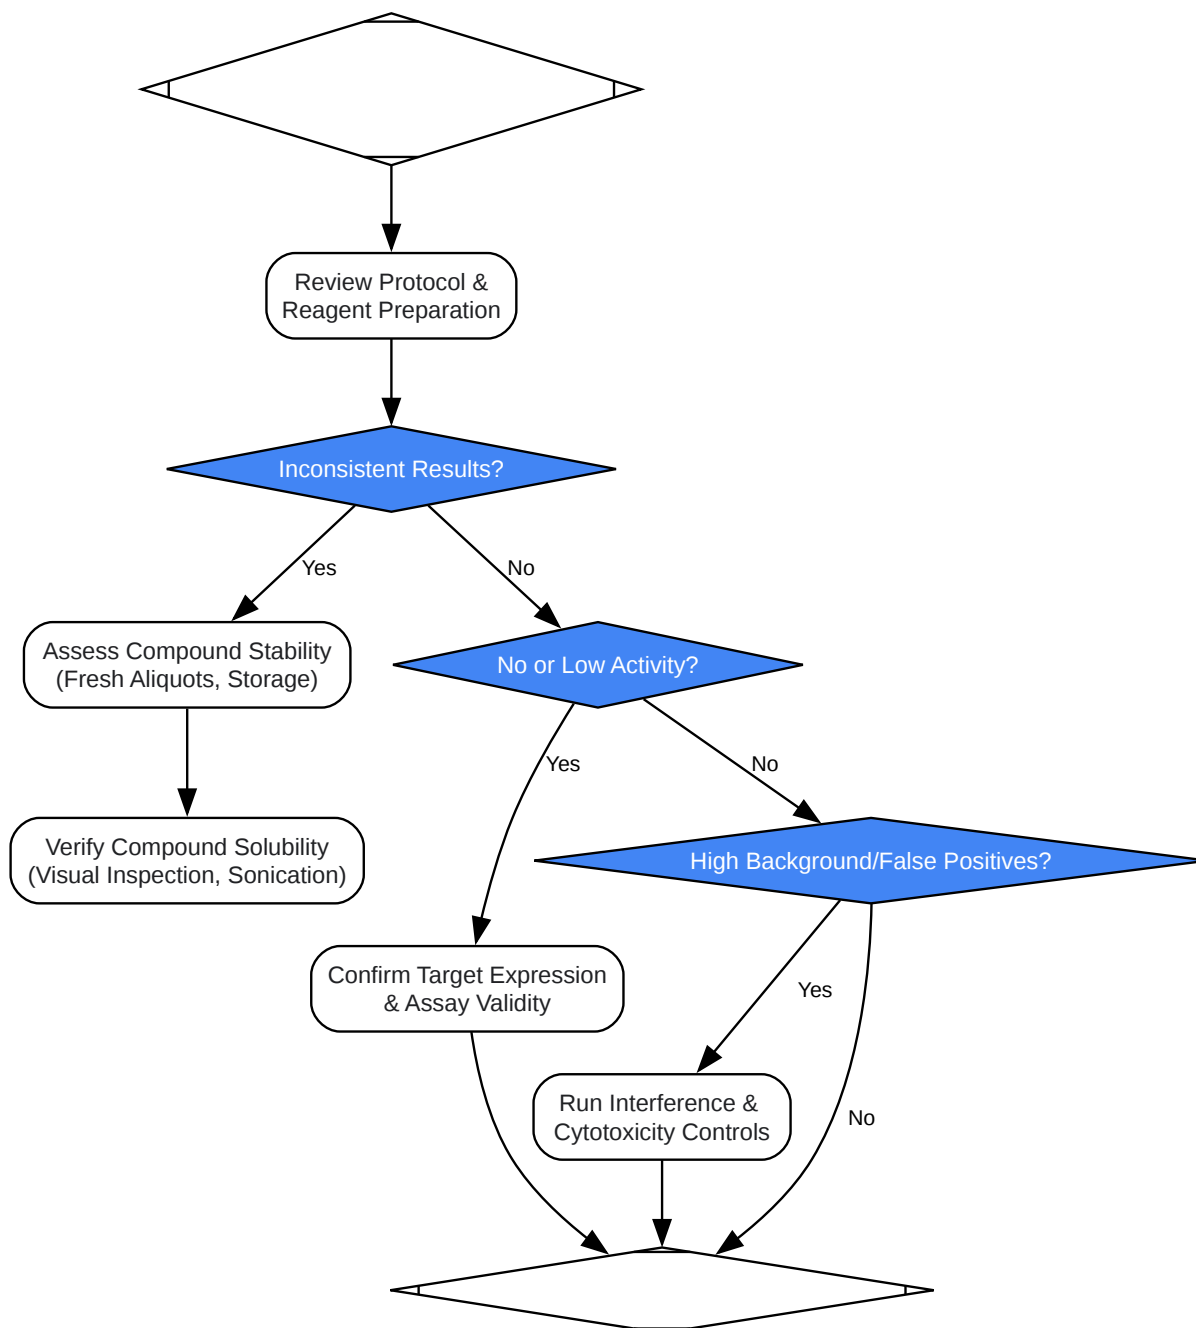 Review Protocol &
Reagent Preparation
Inconsistent Results?
Yes
No
Assess Compound Stability
(Fresh Aliquots, Storage)
No or Low Activity?
Yes
No
Verify Compound Solubility
(Visual Inspection, Sonication)
High Background/False Positives?
Confirm Target Expression
& Assay Validity
Yes
Run Interference &
Cytotoxicity Controls
No